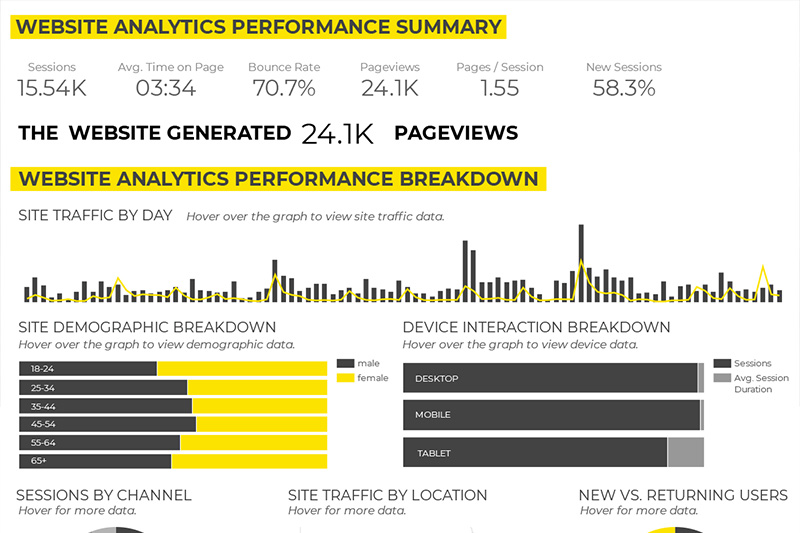 WEBSITE ANALYTICS PERFORMANCE SUMMARY
Sessions Avg. Time on Page Bounce Rate Pageviews Pages / Session New Sessions
15.54K 03:34 70.7% 24.1K 1.55 58.3%
THE WEBSITE GENERATED 24.1K PAGEVIEWS
WEBSITE ANALYTICS PERFORMANCE BREAKDOWN
SITE TRAFFIC BY DAY Hover over the graph to view site traffic data.
SITE DEMOGRAPHIC BREAKDOWN
Hover over the graph to view demographic data.
18-24
25-34
35-44
45-54
55-64
65+
male
female
DEVICE INTERACTION BREAKDOWN
Hover over the graph to view device data.
DESKTOP
MOBILE
TABLET
Sessions
Avg. Session
Duration
SESSIONS BY CHANNEL
Hover for more data.
SITE TRAFFIC BY LOCATION
Hover for more data.
NEW VS. RETURNING USERS
Hover for more data.